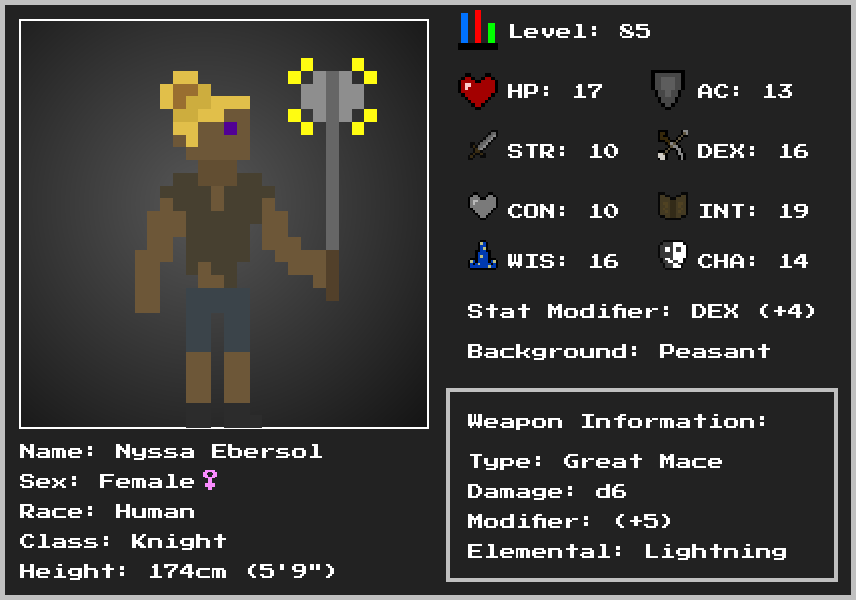 Level: 85
HP: 17 AC: 13
STR: 10 DEX: 16
CON: 10 INT: 19
WIS: 16 CHA: 14
Stat Modifier: DEX (+4)
Background: Peasant
Weapon Information:
Type: Great Mace
Damage: d6
Modifier: (+5)
Elemental: Lightning
Name: Nyssa Ebersol
Sex: Female♀
Race: Human
Class: Knight
Height: 174cm (5'9")